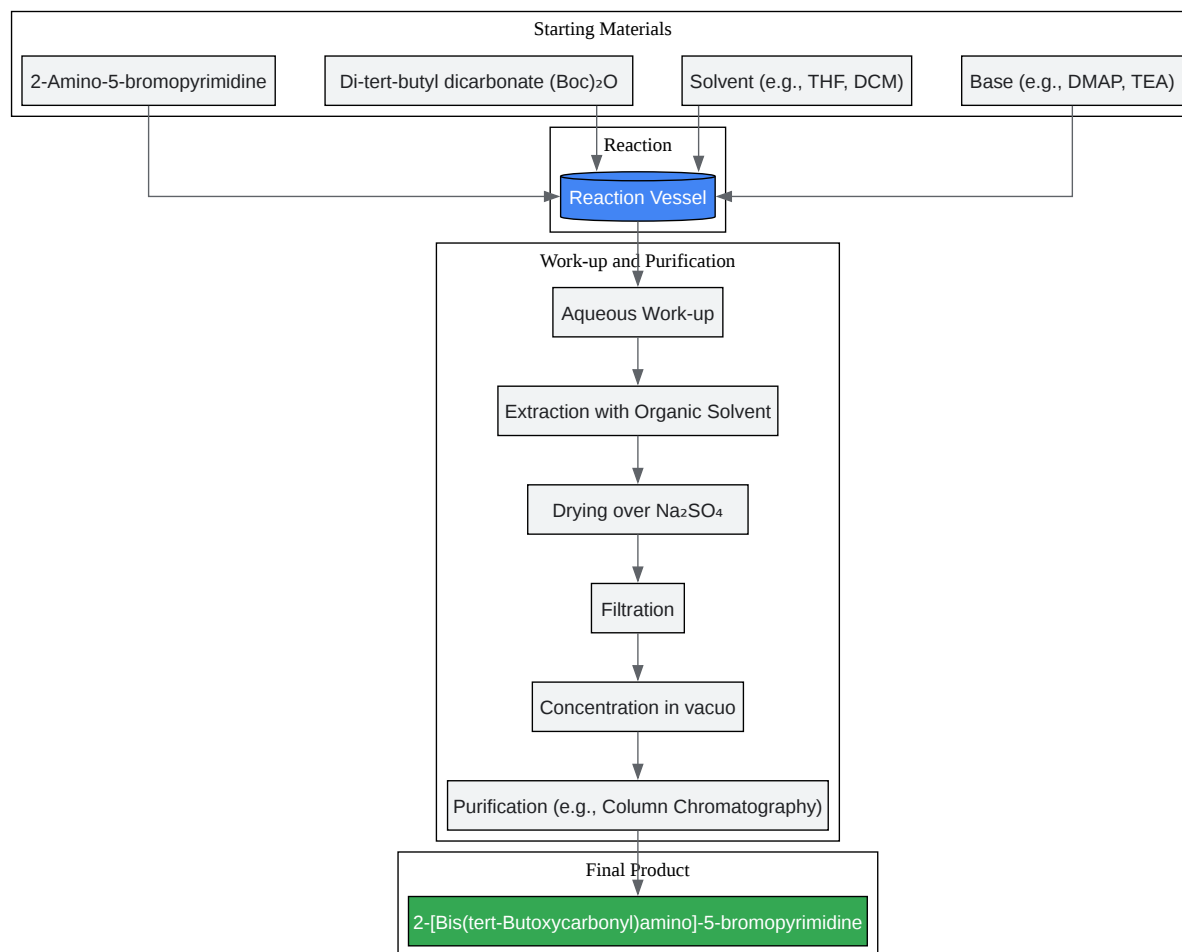 Starting Materials
2-Amino-5-bromopyrimidine
Di-tert-butyl dicarbonate (Boc)₂O
Solvent (e.g., THF, DCM)
Base (e.g., DMAP, TEA)
Reaction
Reaction Vessel
Work-up and Purification
Aqueous Work-up
Extraction with Organic Solvent
Drying over Na₂SO₄
Filtration
Concentration in vacuo
Purification (e.g., Column Chromatography)
Final Product
2-[Bis(tert-Butoxycarbonyl)amino]-5-bromopyrimidine